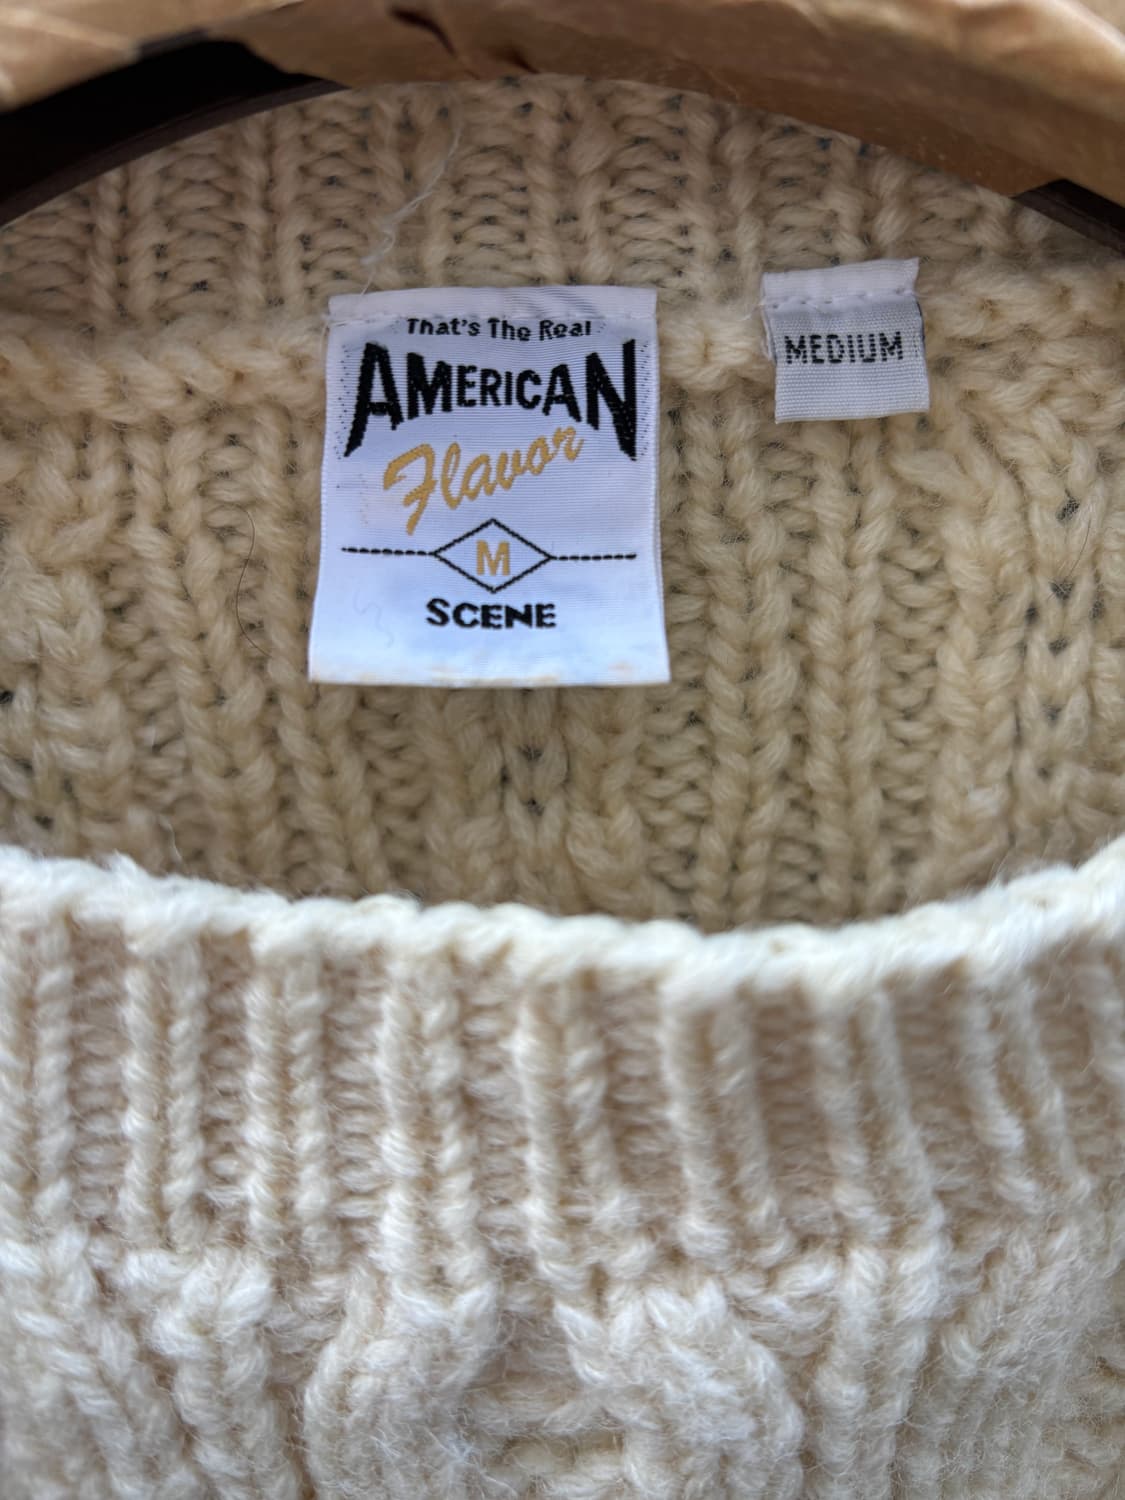 That's The Real
AMERICAN
Flavor
M
SCENE
MEDIUM